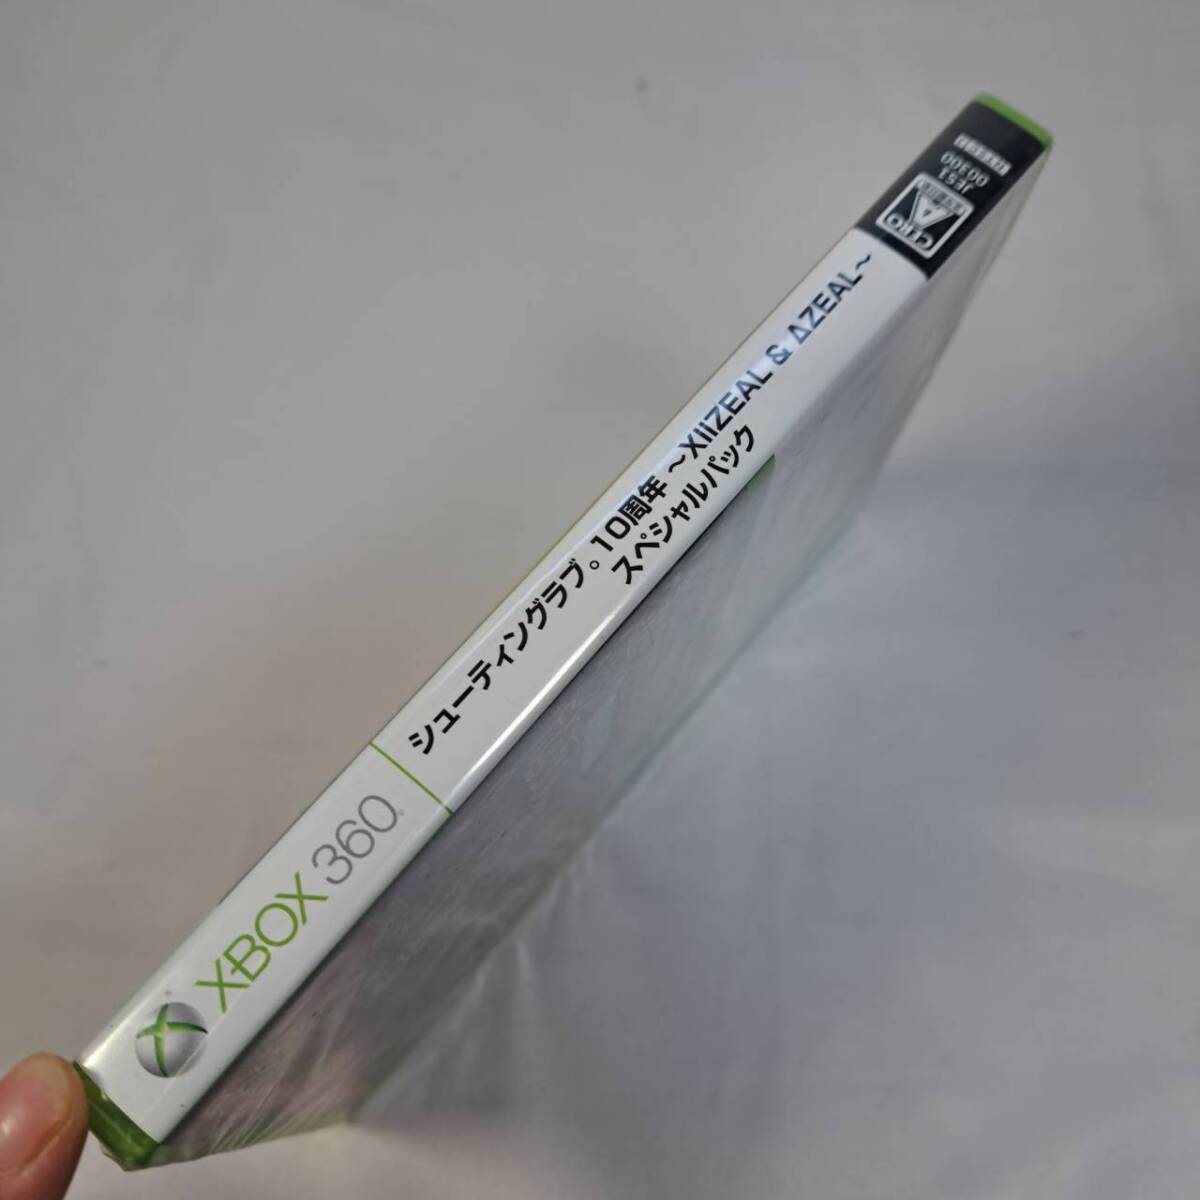 XBOX 360
シューティングラブ。10周年 ～XIIZEAL & ΔZEAL～
スペシャルパック
CERO
A
JES1
00300